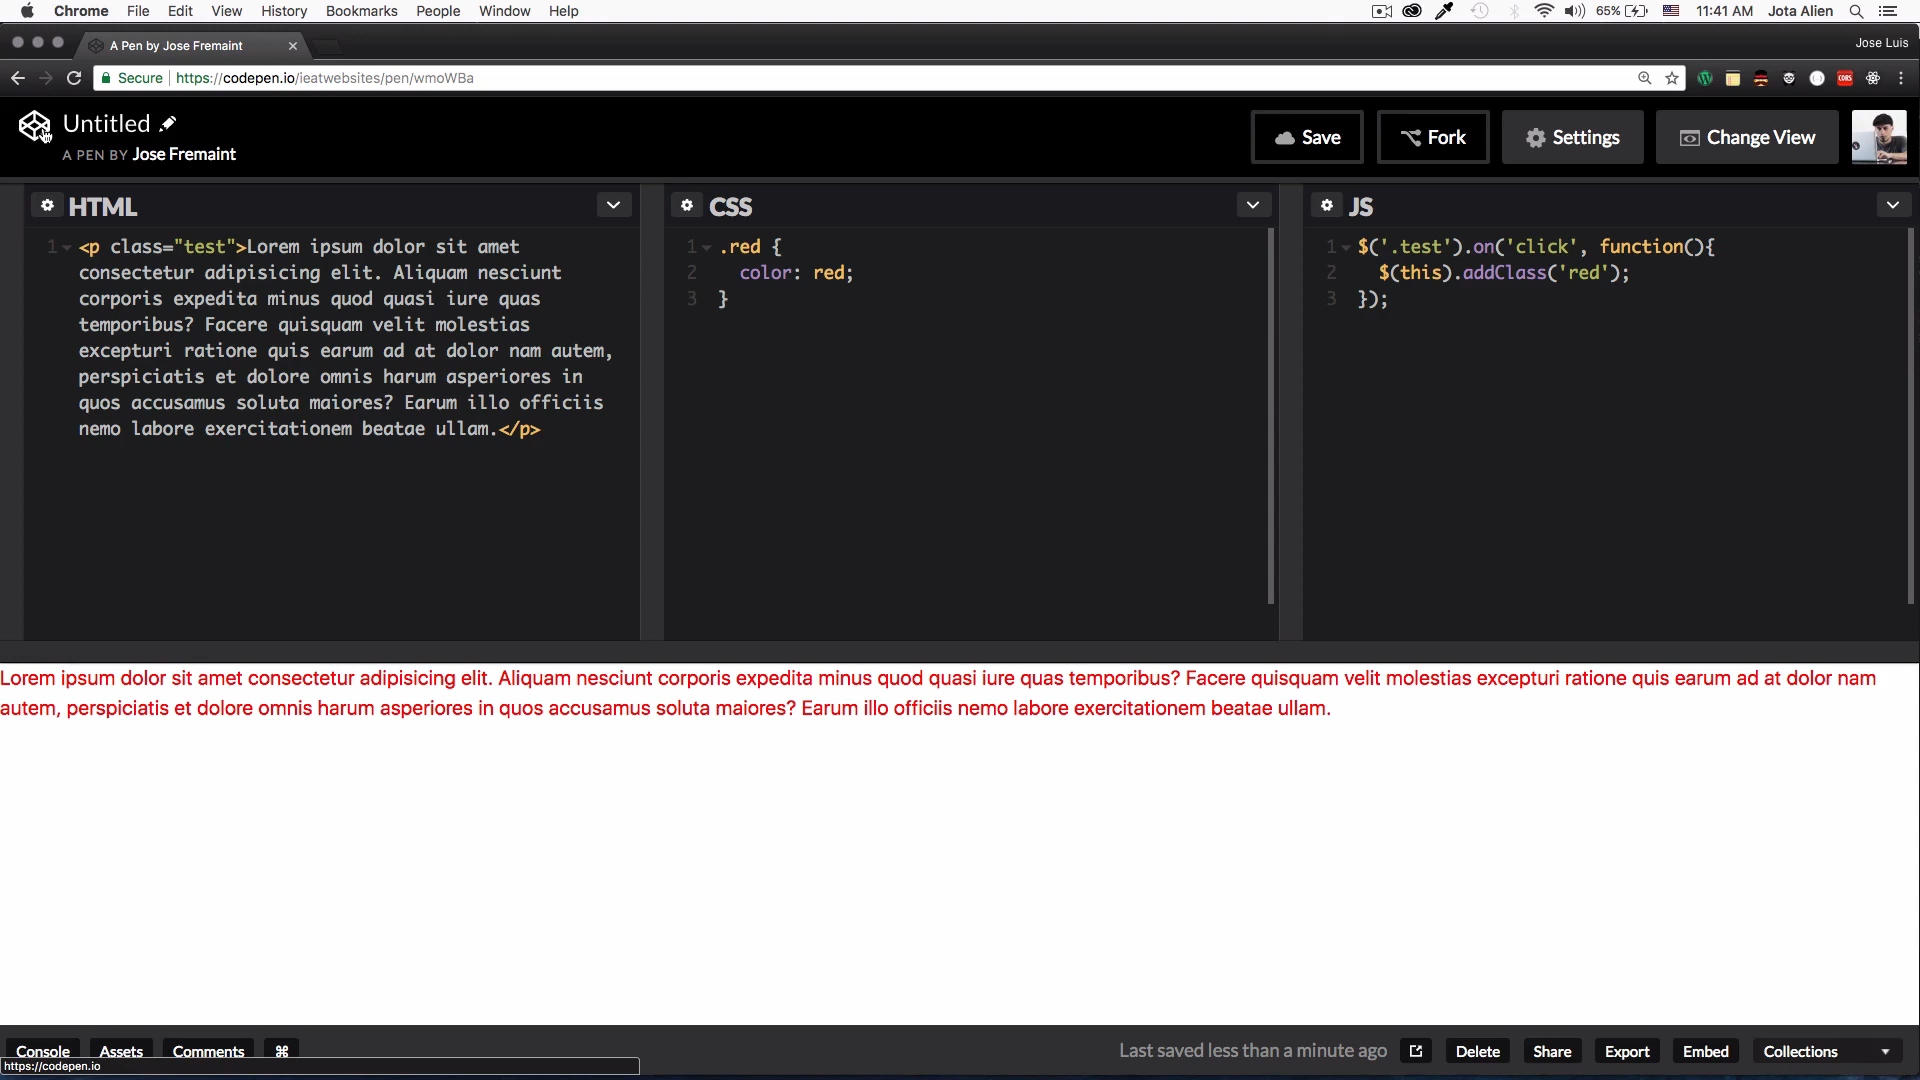 Chrome File Edit View History Bookmarks People Window Help 65% 11:41 AM Jota Alien
A Pen by Jose Fremaint Jose Luis
Secure https://codepen.io/ieatwebsites/pen/wmoWBa CORS
Untitled
A PEN BY Jose Fremaint
Save Fork Settings Change View
HTML
1 <p class="test">Lorem ipsum dolor sit amet
consectetur adipisicing elit. Aliquam nesciunt
corporis expedita minus quod quasi iure quas
temporibus? Facere quisquam velit molestias
excepturi ratione quis earum ad at dolor nam autem,
perspiciatis et dolore omnis harum asperiores in
quos accusamus soluta maiores? Earum illo officiis
nemo labore exercitationem beatae ullam.</p>
CSS
1 .red {
2 color: red;
3 }
JS
1 $('.test').on('click', function(){
2 $(this).addClass('red');
3 });
Lorem ipsum dolor sit amet consectetur adipisicing elit. Aliquam nesciunt corporis expedita minus quod quasi iure quas temporibus? Facere quisquam velit molestias excepturi ratione quis earum ad at dolor nam
autem, perspiciatis et dolore omnis harum asperiores in quos accusamus soluta maiores? Earum illo officiis nemo labore exercitationem beatae ullam.
Console Assets Comments ⌘ Last saved less than a minute ago Delete Share Export Embed Collections
https://codepen.io